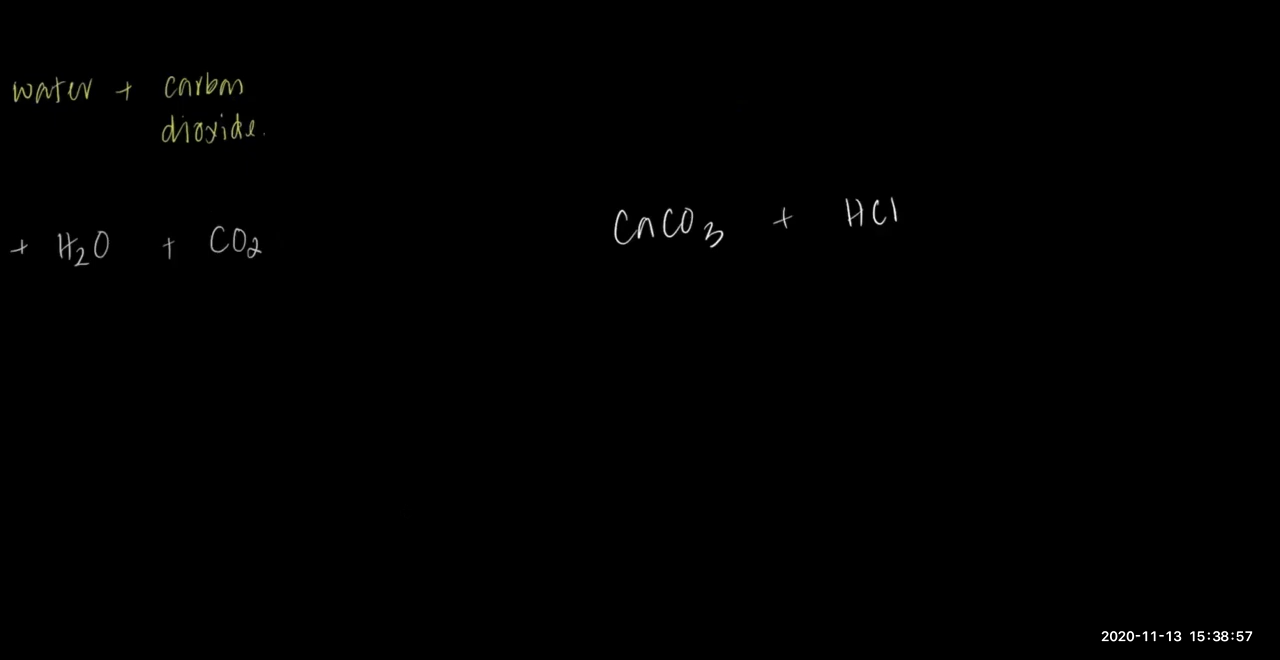 water + carbon
dioxide.
+ H₂O + CO₂
CaCO₃ + HCl
2020-11-13 15:38:57